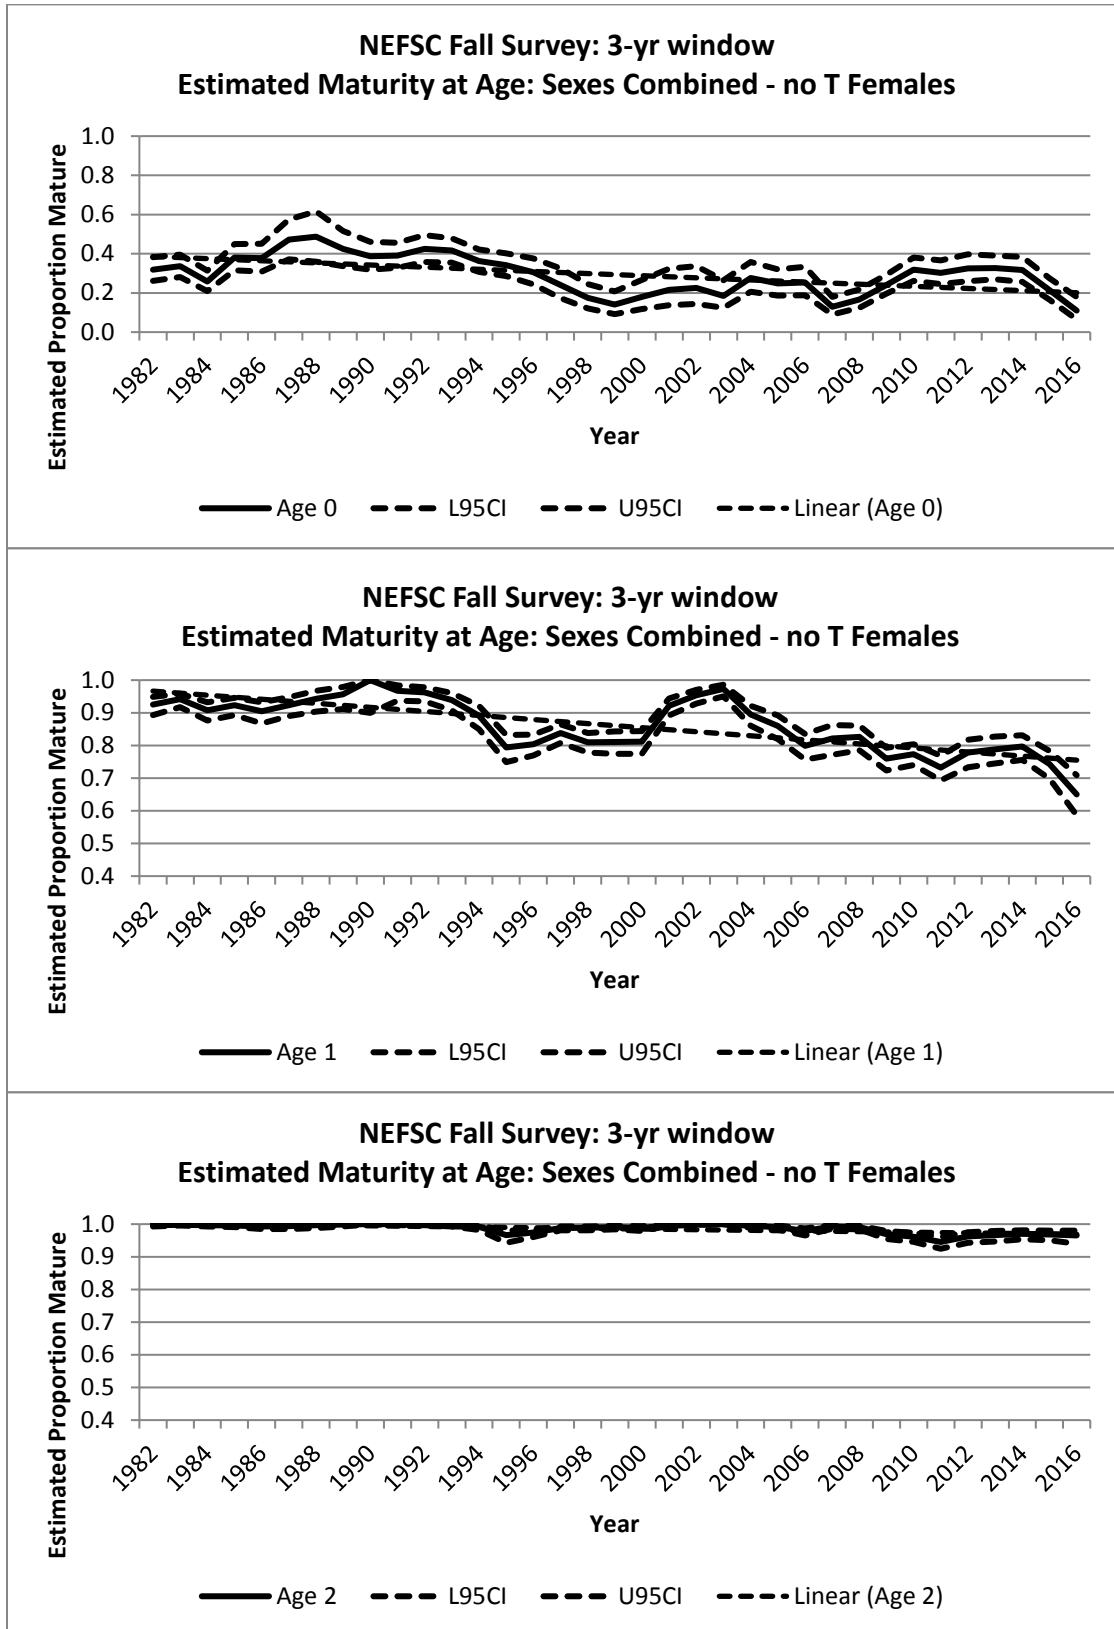 NEFSC Fall Survey: 3-yr window
Estimated Maturity at Age: Sexes Combined - no T Females
Estimated Proportion Mature
1.0
0.8
0.6
0.4
0.2
0.0
1982 1984 1986 1988 1990 1992 1994 1996 1998 2000 2002 2004 2006 2008 2010 2012 2014 2016
Year
Age 0 L95CI U95CI Linear (Age 0)
NEFSC Fall Survey: 3-yr window
Estimated Maturity at Age: Sexes Combined - no T Females
Estimated Proportion Mature
1.0
0.9
0.8
0.7
0.6
0.5
0.4
1982 1984 1986 1988 1990 1992 1994 1996 1998 2000 2002 2004 2006 2008 2010 2012 2014 2016
Year
Age 1 L95CI U95CI Linear (Age 1)
NEFSC Fall Survey: 3-yr window
Estimated Maturity at Age: Sexes Combined - no T Females
Estimated Proportion Mature
1.0
0.9
0.8
0.7
0.6
0.5
0.4
1982 1984 1986 1988 1990 1992 1994 1996 1998 2000 2002 2004 2006 2008 2010 2012 2014 2016
Year
Age 2 L95CI U95CI Linear (Age 2)